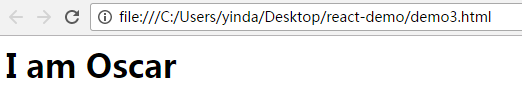 file:///C:/Users/yinda/Desktop/react-demo/demo3.html
I am Oscar